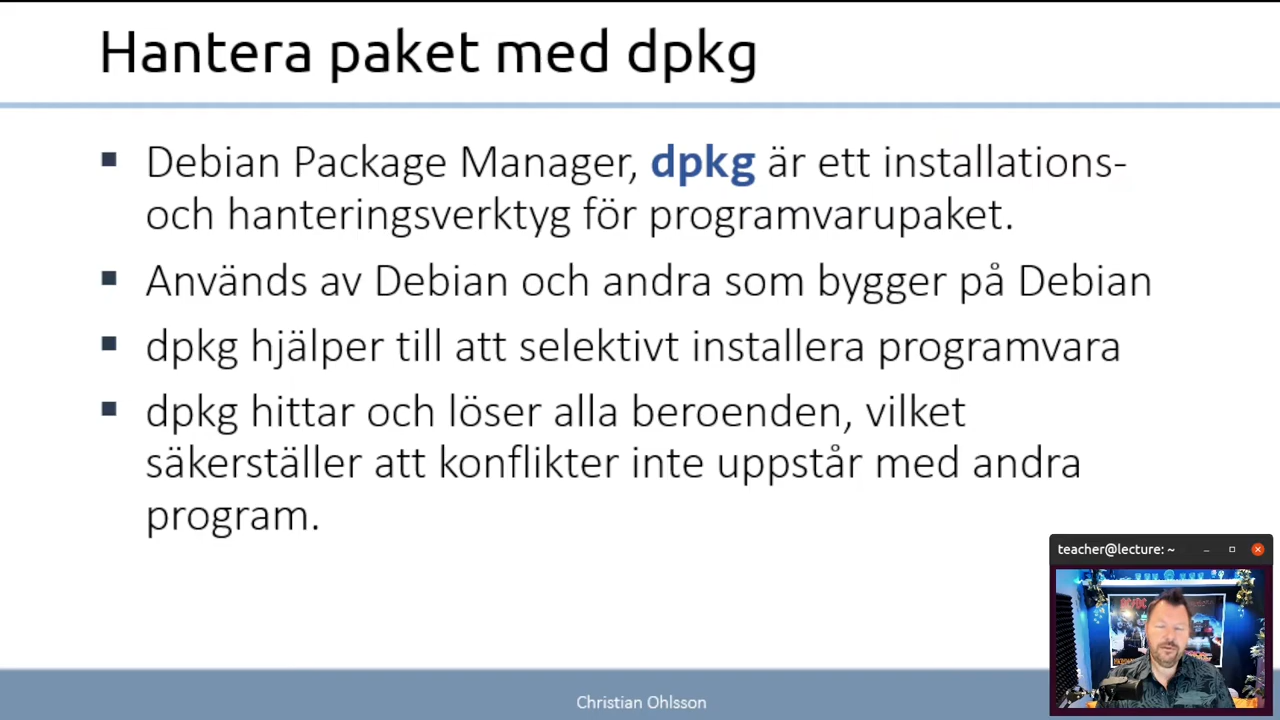 Hantera paket med dpkg
Debian Package Manager, dpkg är ett installations-
och hanteringsverktyg för programvarupaket.
Används av Debian och andra som bygger på Debian
dpkg hjälper till att selektivt installera programvara
dpkg hittar och löser alla beroenden, vilket
säkerställer att konflikter inte uppstår med andra
program.
teacher@lecture: ~
AC/DC
Christian Ohlsson